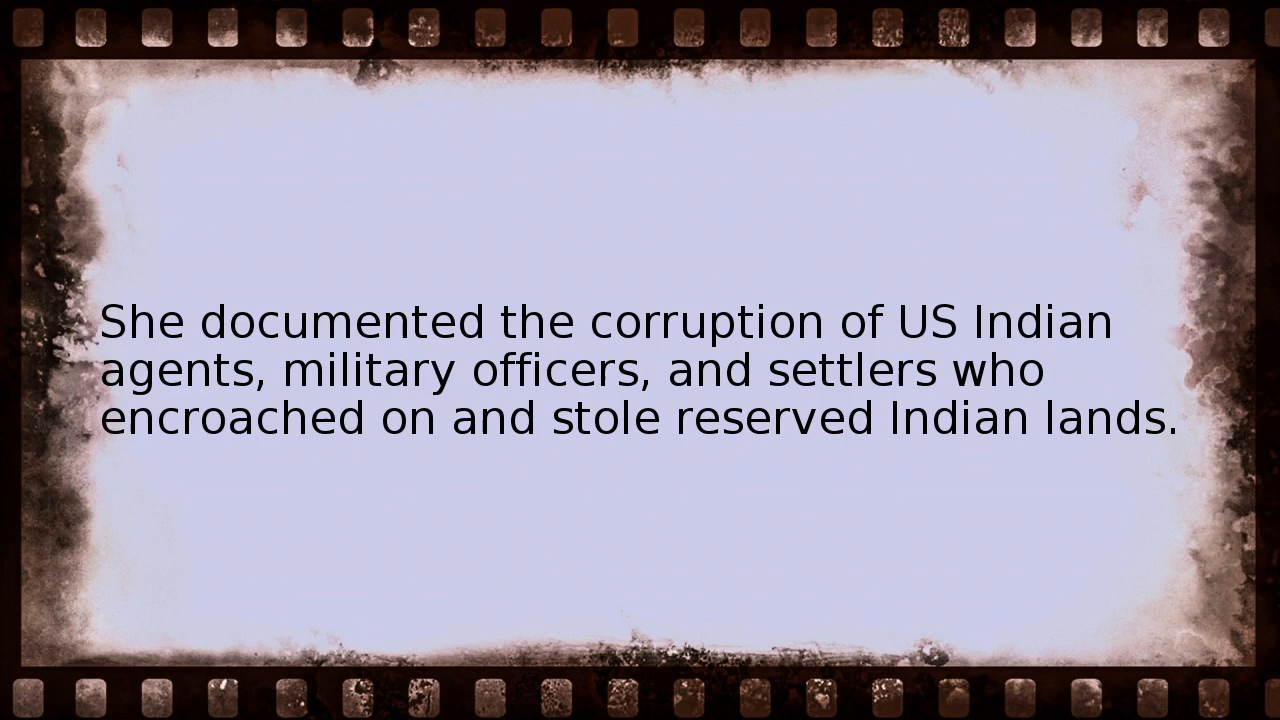 She documented the corruption of US Indian
agents, military officers, and settlers who
encroached on and stole reserved Indian lands.